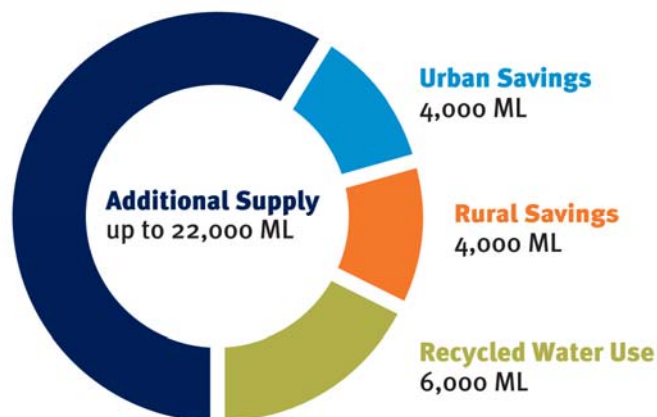 Urban Savings
4,000 ML
Additional Supply
up to 22,000 ML
Rural Savings
4,000 ML
Recycled Water Use
6,000 ML